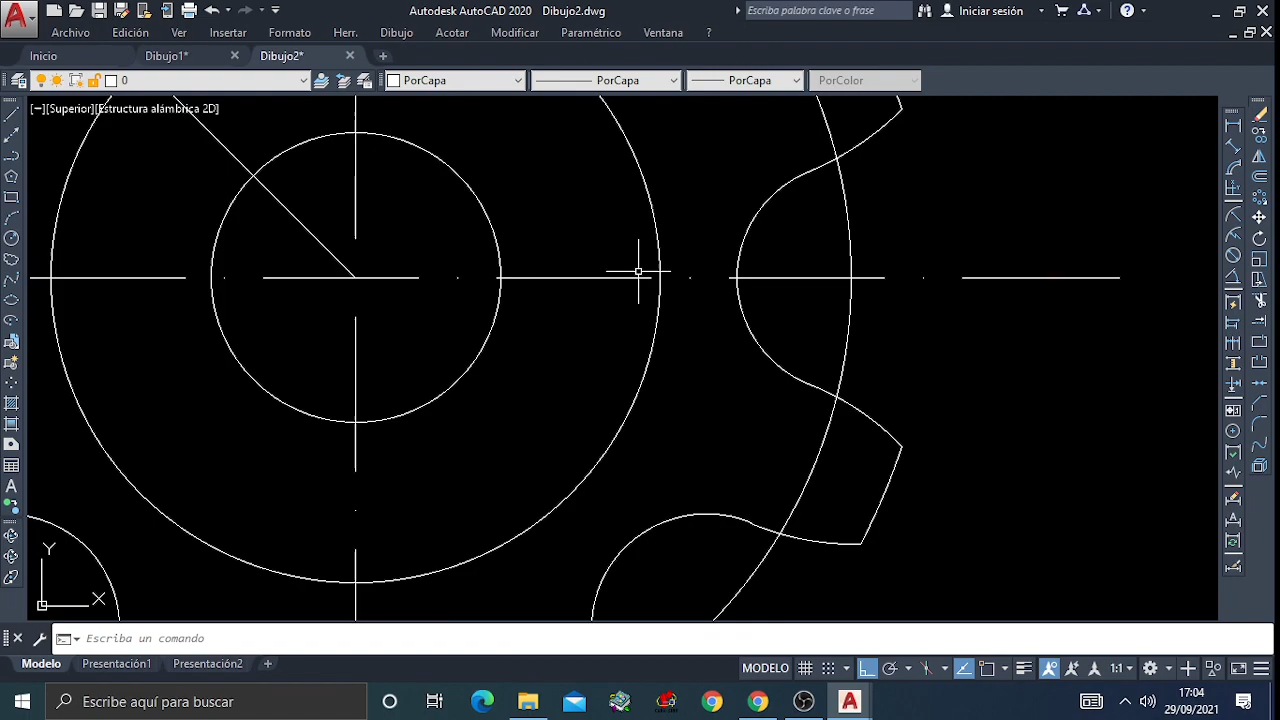 Autodesk AutoCAD 2020 Dibujo2.dwg
Escriba palabra clave o frase
Iniciar sesión
Archivo Edición Ver Insertar Formato Herr. Dibujo Acotar Modificar Paramétrico Ventana ?
Inicio Dibujo1* Dibujo2*
0 PorCapa PorCapa PorCapa PorColor
[−][Superior][Estructura alámbrica 2D]
Y
X
Escriba un comando
Modelo Presentación1 Presentación2 +
MODELO 1:1
Escribe aquí para buscar
17:04
29/09/2021